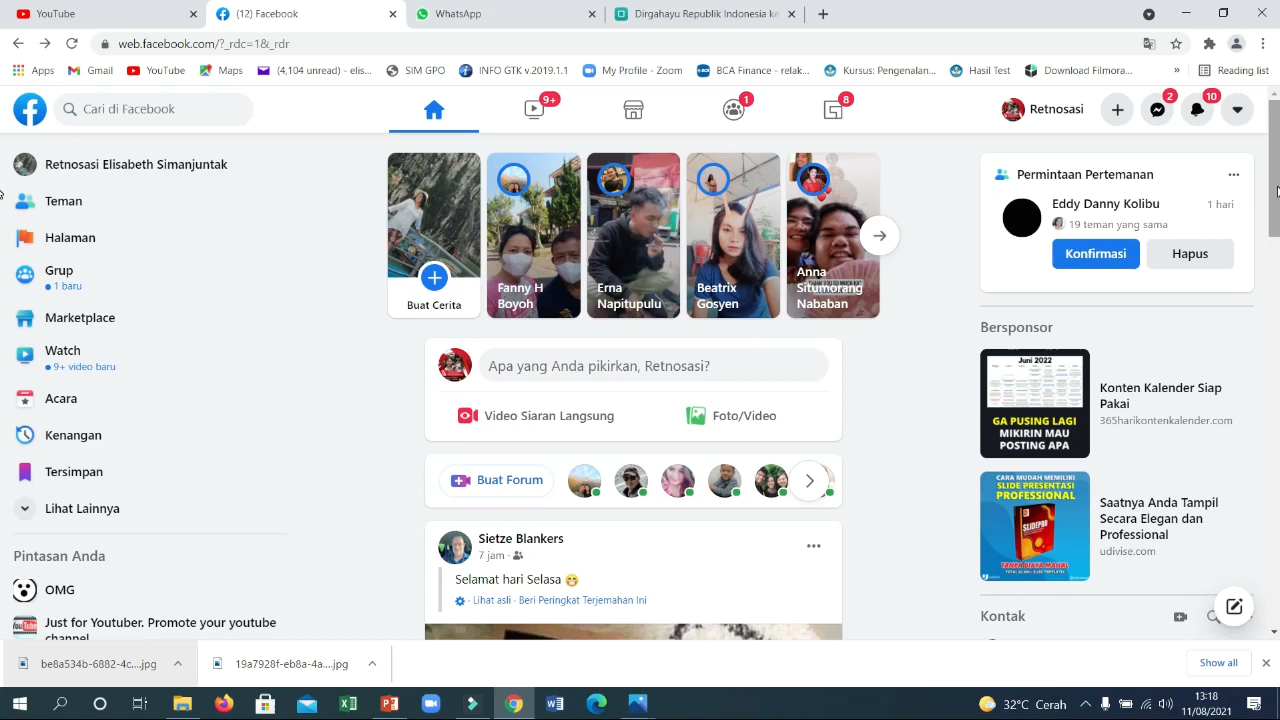 YouTube
(12) Facebook
WhatsApp
Dirgahayu Republik Indonesia ke
web.facebook.com/?_rdc=1&_rdr
Apps
Gmail
YouTube
Maps
(4,104 unread) - elis...
SIM GPO
INFO GTK v.2019.1.1
My Profile - Zoom
BCA Finance - relak...
Kursus: Pengenalan...
Hasil Test
Download Filmora...
»
Reading list
Cari di Facebook
9+
1
8
Retnosasi
2
10
Retnosasi Elisabeth Simanjuntak
Teman
Halaman
Grup
1 baru
Marketplace
Watch
9+ video baru
Acara
Kenangan
Tersimpan
Lihat Lainnya
Pintasan Anda
OMG
Just for Youtuber. Promote your youtube
channel
Buat Cerita
Fanny H
Boyoh
Erna
Napitupulu
Beatrix
Gosyen
Anna
Situmorang
Nababan
Apa yang Anda pikirkan, Retnosasi?
Video Siaran Langsung
Foto/Video
Buat Forum
Sietze Blankers
7 jam ·
Selamat hari Selasa 😁
· Lihat asli · Beri Peringkat Terjemahan Ini
Permintaan Pertemanan
Eddy Danny Kolibu
1 hari
19 teman yang sama
Konfirmasi
Hapus
Bersponsor
Juni 2022
GA PUSING LAGI
MIKIRIN MAU
POSTING APA
Konten Kalender Siap
Pakai
365harikontenkalender.com
CARA MUDAH MEMILIKI
SLIDE PRESENTASI
PROFESSIONAL
SLIDEPRO
TANPA BIAYA MAHAL
Saatnya Anda Tampil
Secara Elegan dan
Professional
udivise.com
Kontak
be8a534b-6882-4c....jpg
19a7928f-eb8a-4a....jpg
Show all
32°C Cerah
13:18
11/08/2021